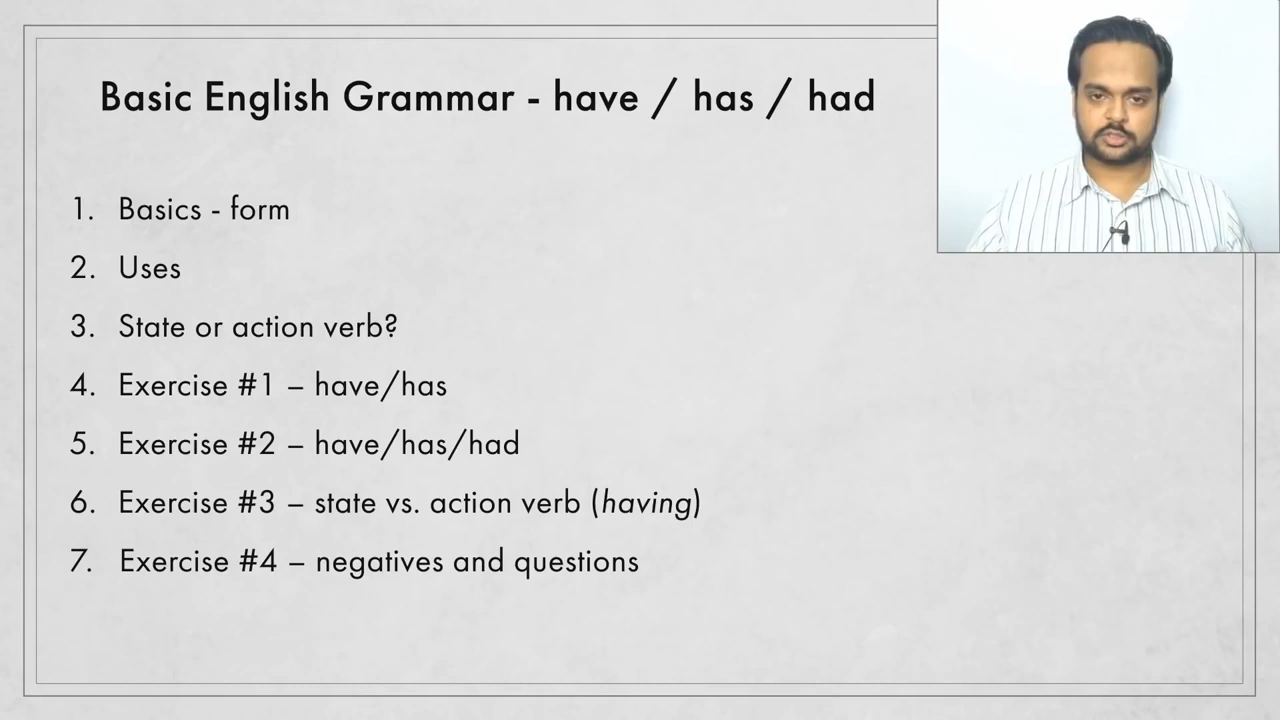 Basic English Grammar - have / has / had
1. Basics - form
2. Uses
3. State or action verb?
4. Exercise #1 – have/has
5. Exercise #2 – have/has/had
6. Exercise #3 – state vs. action verb (having)
7. Exercise #4 – negatives and questions